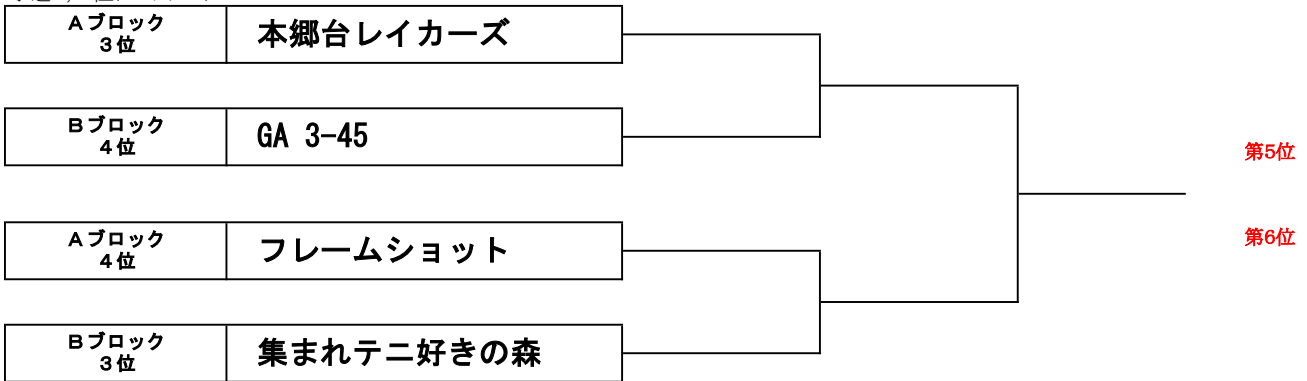 Aブロック
3位
本郷台レイカーズ
Bブロック
4位
GA 3-45
第5位
Aブロック
4位
フレームショット
第6位
Bブロック
3位
集まれテニ好きの森